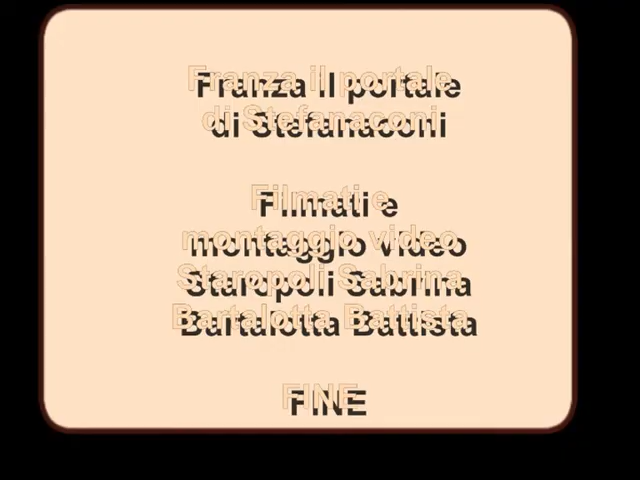 Franza il portale
di Stefanaconi
Filmati e
montaggio video
Staropoli Sabrina
Bartalotta Battista
FINE